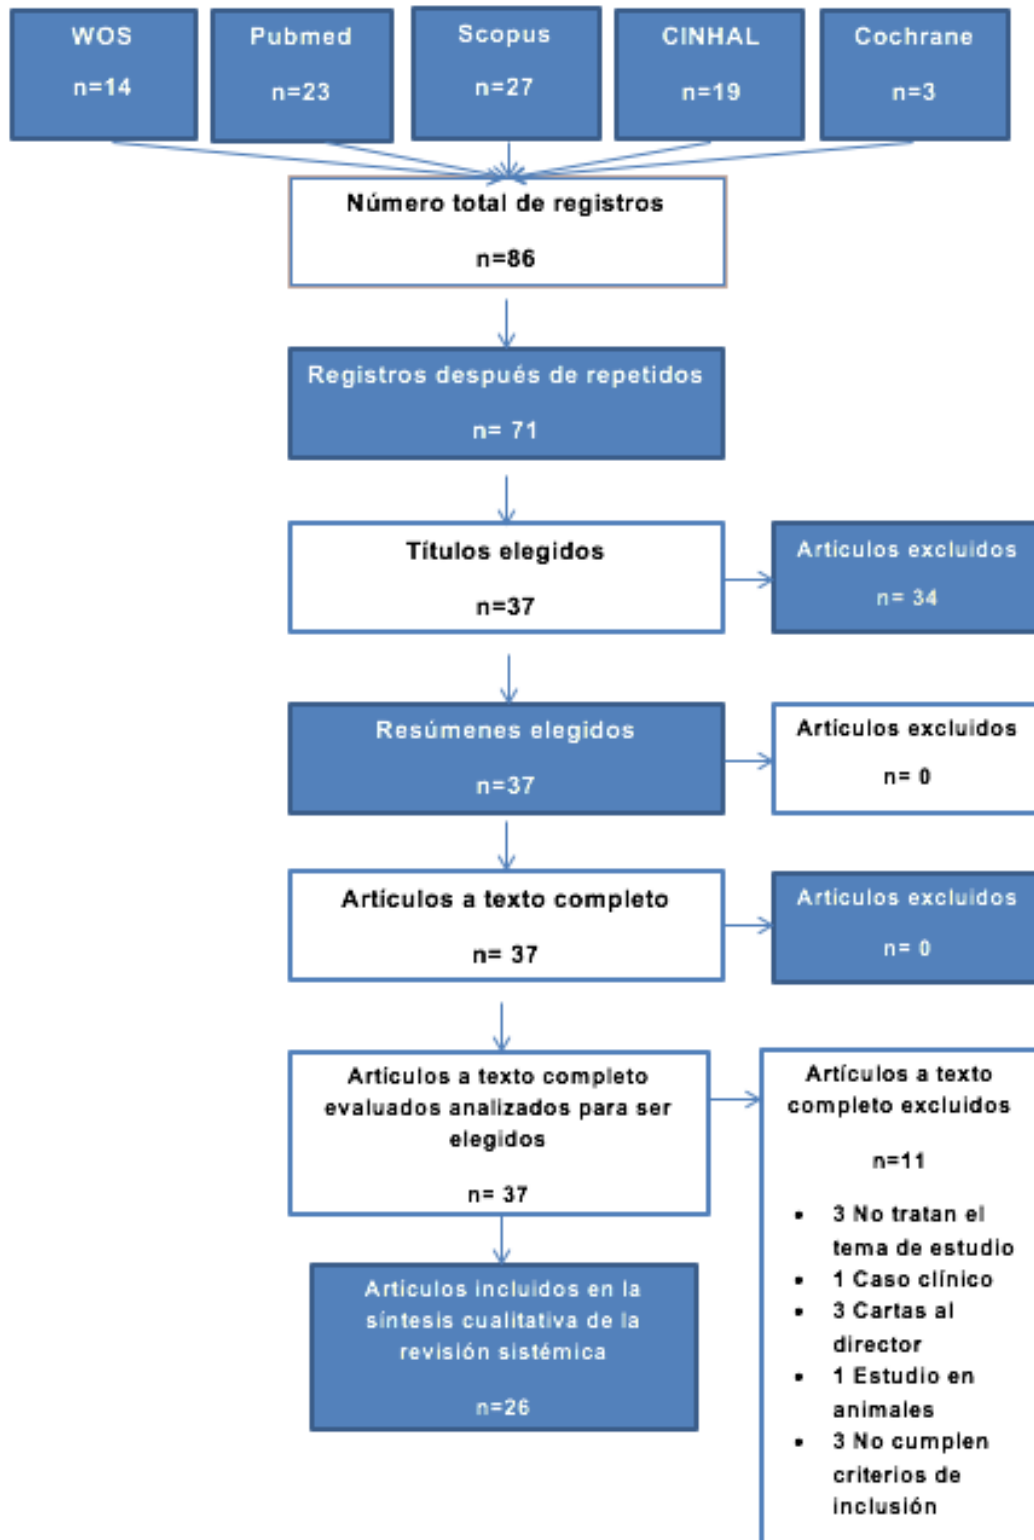 WOS
n=14
Pubmed
n=23
Scopus
n=27
CINHAL
n=19
Cochrane
n=3
Número total de registros
n=86
Registros después de repetidos
n= 71
Títulos elegidos
n=37
Artículos excluidos
n= 34
Resúmenes elegidos
n=37
Artículos excluidos
n= 0
Artículos a texto completo
n= 37
Artículos excluidos
n= 0
Artículos a texto completo
evaluados analizados para ser
elegidos
n= 37
Artículos a texto
completo excluidos
n=11
• 3 No tratan el
tema de estudio
• 1 Caso clínico
• 3 Cartas al
director
• 1 Estudio en
animales
• 3 No cumplen
criterios de
inclusión
Artículos incluidos en la
síntesis cualitativa de la
revisión sistémica
n=26